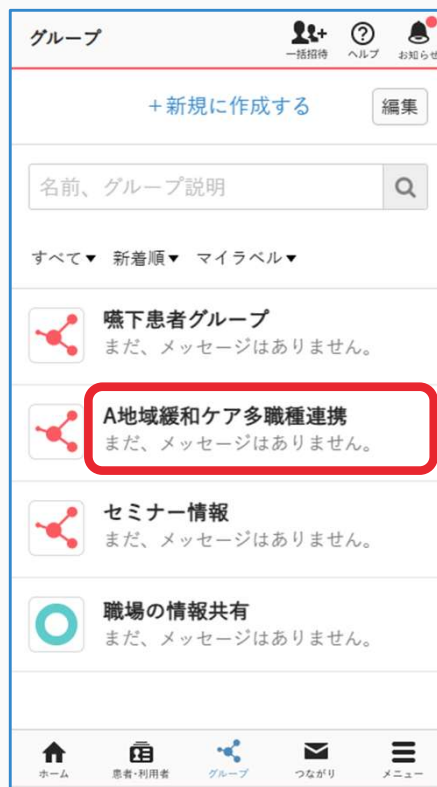 グループ
一括招待
ヘルプ
お知らせ
+新規に作成する
編集
名前、グループ説明
すべて▼ 新着順▼ マイラベル▼
嚥下患者グループ
まだ、メッセージはありません。
A地域緩和ケア多職種連携
まだ、メッセージはありません。
セミナー情報
まだ、メッセージはありません。
職場の情報共有
まだ、メッセージはありません。
ホーム
患者・利用者
グループ
つながり
メニュー